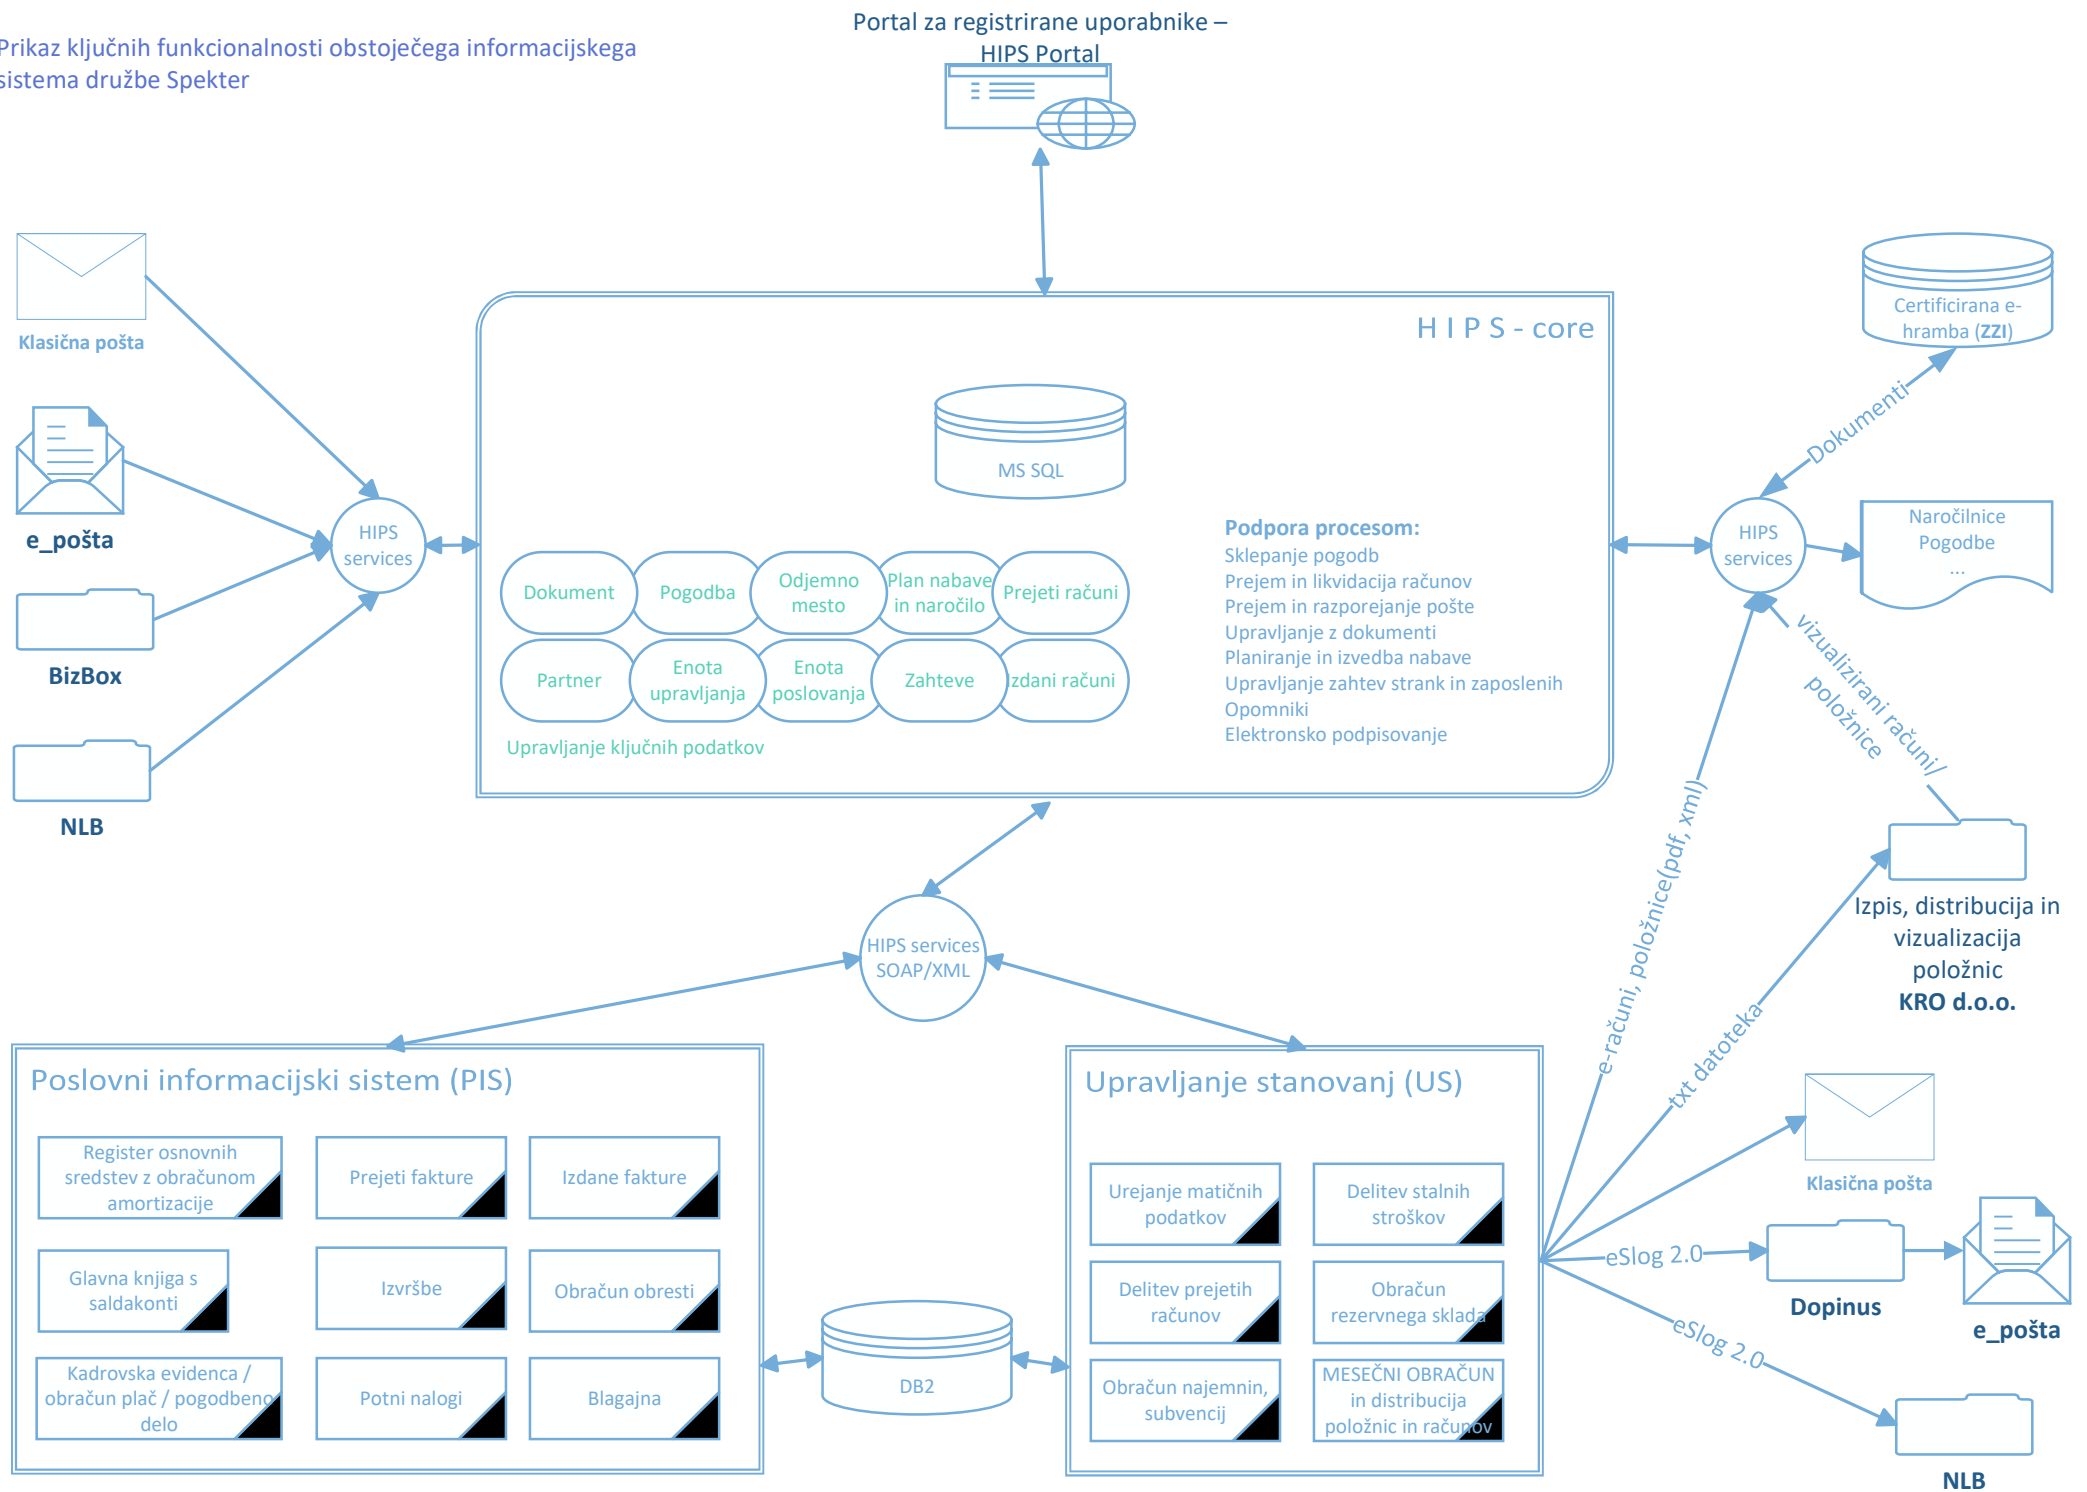 Portal za registrirane uporabnike –
HIPS Portal
Prikaz ključnih funkcionalnosti obstoječega informacijskega
sistema družbe Spekter
Klasična pošta
e_pošta
BizBox
NLB
HIPS
services
H I P S - core
MS SQL
Dokument
Pogodba
Odjemno
mesto
Plan nabave
in naročilo
Prejeti računi
Partner
Enota
upravljanja
Enota
poslovanja
Zahteve
Izdani računi
Upravljanje ključnih podatkov
Podpora procesom:
Sklepanje pogodb
Prejem in likvidacija računov
Prejem in razporejanje pošte
Upravljanje z dokumenti
Planiranje in izvedba nabave
Upravljanje zahtev strank in zaposlenih
Opomniki
Elektronsko podpisovanje
Certificirana e-
hramba (ZZI)
Dokumenti
HIPS
services
Naročilnice
Pogodbe
...
vizualizirani računi/
položnice
e-računi, položnice(pdf, xml)
txt datoteka
Izpis, distribucija in
vizualizacija
položnic
KRO d.o.o.
HIPS services
SOAP/XML
Poslovni informacijski sistem (PIS)
Register osnovnih
sredstev z obračunom
amortizacije
Prejeti fakture
Izdane fakture
Glavna knjiga s
saldakonti
Izvršbe
Obračun obresti
Kadrovska evidenca /
obračun plač / pogodbeno
delo
Potni nalogi
Blagajna
DB2
Upravljanje stanovanj (US)
Urejanje matičnih
podatkov
Delitev stalnih
stroškov
Delitev prejetih
računov
Obračun
rezervnega sklada
Obračun najemnin,
subvencij
MESEČNI OBRAČUN
in distribucija
položnic in računov
Klasična pošta
eSlog 2.0
Dopinus
e_pošta
eSlog 2.0
NLB